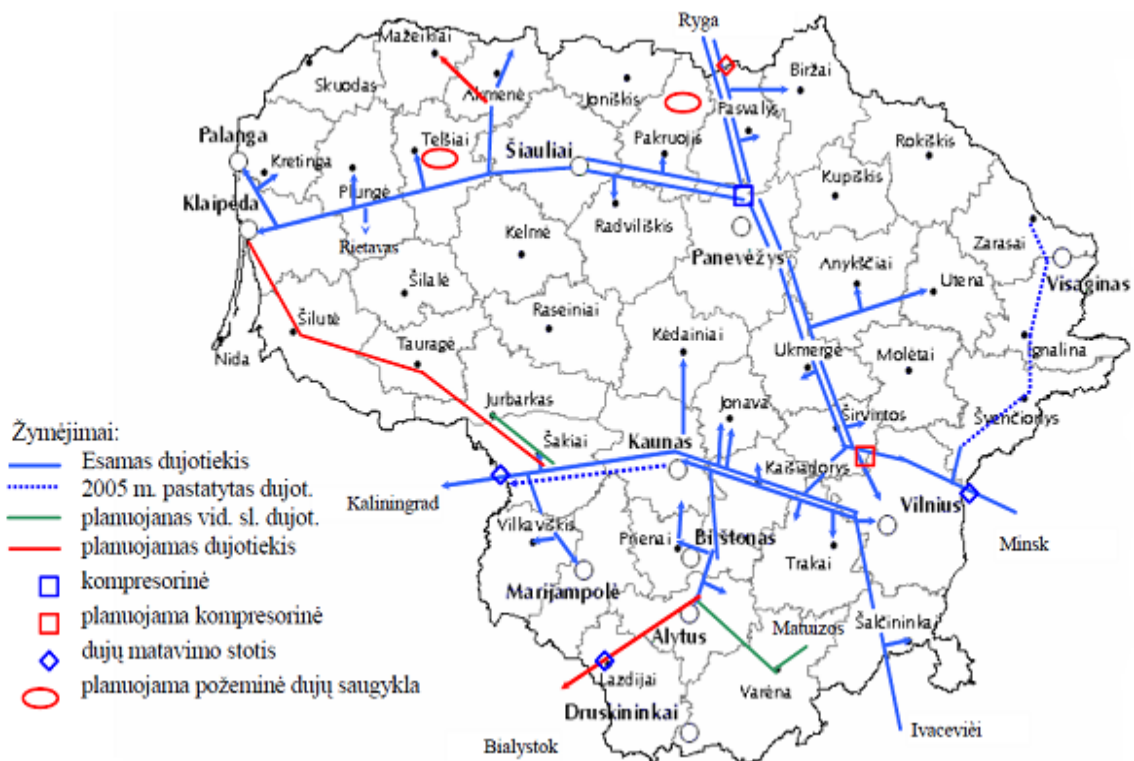 Ryga
Mažeikiai
Skuodas
Akmenė
Joniškis
Biržai
Pasvalys
Palanga
Kretinga
Telšiai
Šiauliai
Pakruojis
Rokiškis
Plungė
Kupiškis
Klaipėda
Radviliškis
Rietavas
Kelmė
Zarasai
Panevėžys
Anykščiai
Utena
Visaginas
Šilalė
Raseiniai
Šilutė
Tauragė
Kėdainiai
Ignalina
Nida
Ukmergė
Molėtai
Jurbarkas
Jonava
Širvintos
Švenčionys
Žymėjimai:
Šakiai
Kaunas
Esamas dujotiekis
Kaišiadorys
2005 m. pastatytas dujot.
Kaliningrad
Vilnius
planuojanas vid. sl. dujot.
Vilkaviškis
Prienai
Birštonas
Minsk
planuojamas dujotiekis
Trakai
kompresorinė
Marijampolė
planuojama kompresorinė
Alytus
Matuizos
Šalčininka
dujų matavimo stotis
Lazdijai
planuojama požeminė dujų saugykla
Varėna
Druskininkai
Bialystok
Ivaceviėi